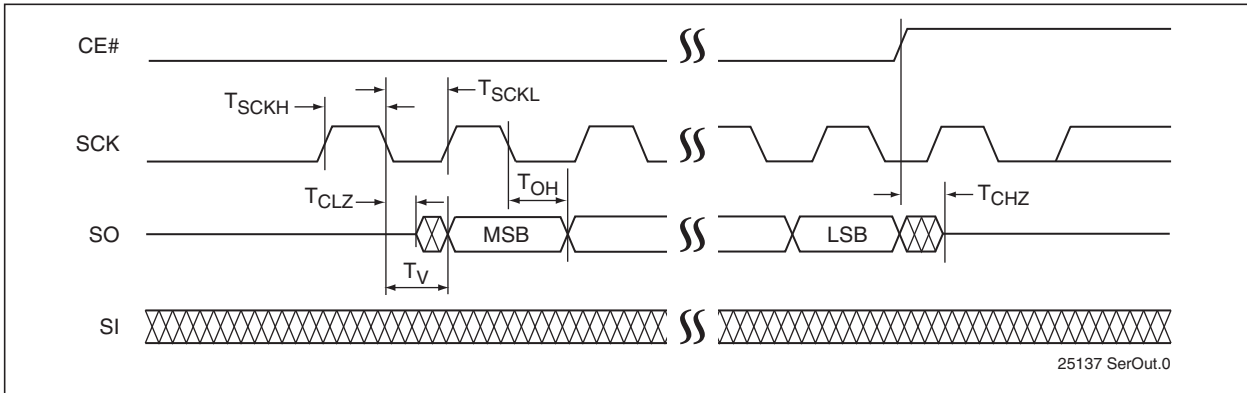 CE#
TSCKH
TSCKL
SCK
TOH
TCLZ
TCHZ
SO
MSB
LSB
TV
SI
25137 SerOut.0